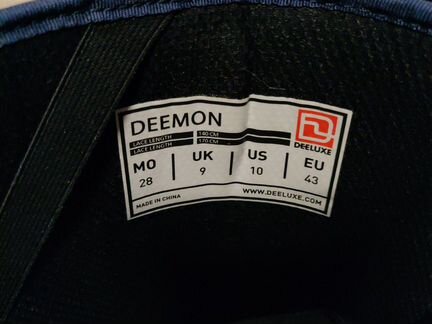 DEEMON
LACE LENGTH 140 CM
LACE LENGTH 170 CM
DEELUXE
MO UK US EU
28 9 10 43
MADE IN CHINA
WWW.DEELUXE.COM